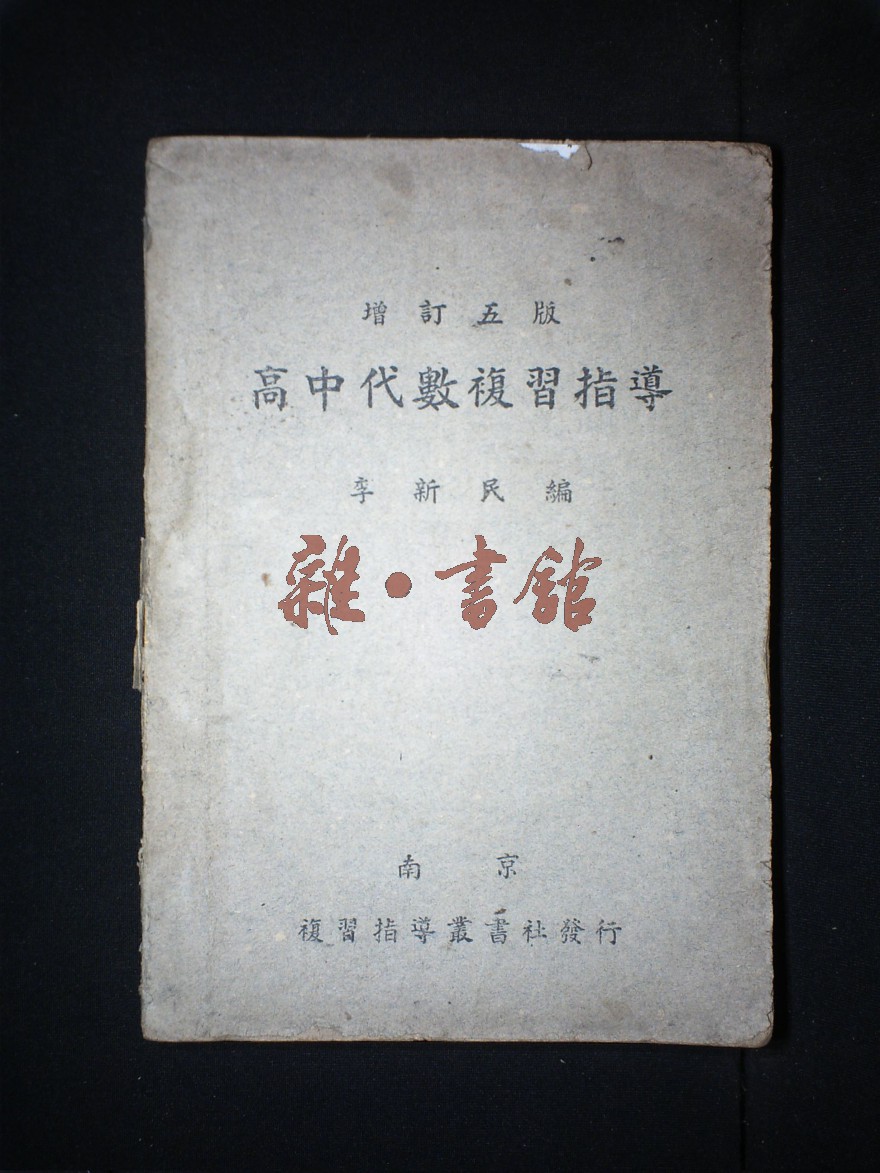 增訂五版
高中代數複習指導
李新民編
雜·書館
南京
複習指導叢書社發行